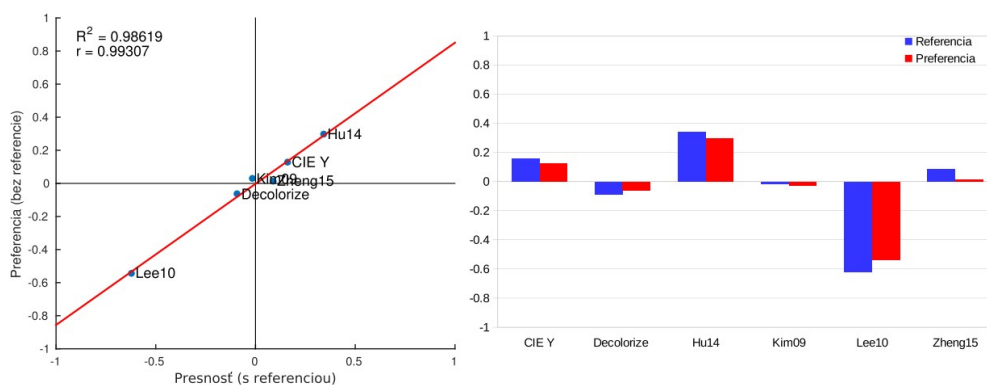 R² = 0.98619
r = 0.99307
1
0.8
0.6
0.4
0.2
0
-0.2
-0.4
-0.6
-0.8
-1
Preferencia (bez referencie)
Hu14
CIE Y
Kim09
Zheng15
Decolorize
Lee10
-1 -0.5 0 0.5 1
Presnosť (s referenciou)
Referencia
Preferencia
1
0.8
0.6
0.4
0.2
0
-0.2
-0.4
-0.6
-0.8
-1
CIE Y Decolorize Hu14 Kim09 Lee10 Zheng15